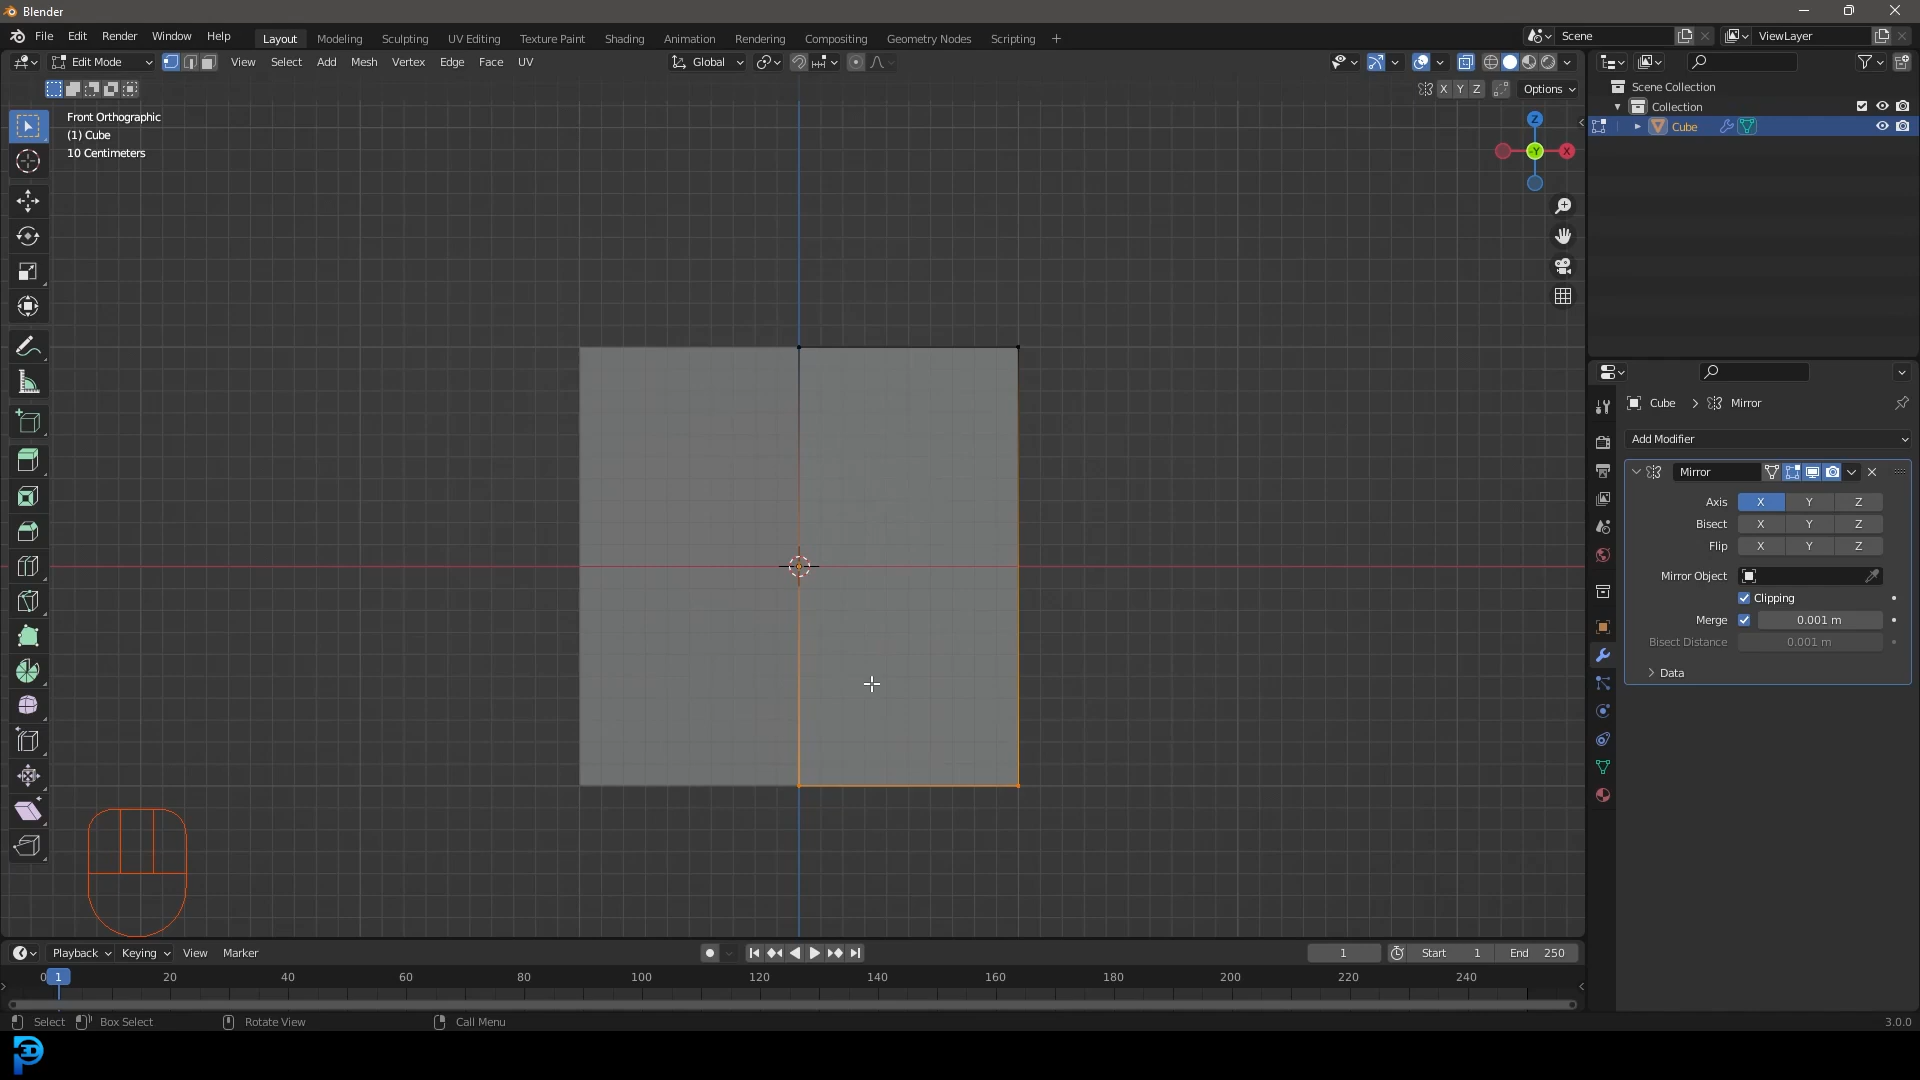 Blender
File Edit Render Window Help
Layout Modeling Sculpting UV Editing Texture Paint Shading Animation Rendering Compositing Geometry Nodes Scripting +
Scene
ViewLayer
Edit Mode View Select Add Mesh Vertex Edge Face UV
Global
X Y Z Options
Front Orthographic
(1) Cube
10 Centimeters
Z
-Y
X
Scene Collection
Collection
Cube
Cube > Mirror
Add Modifier
Mirror
Axis X Y Z
Bisect X Y Z
Flip X Y Z
Mirror Object
Clipping
Merge 0.001 m
Bisect Distance 0.001 m
Data
Playback Keying View Marker
1 Start 1 End 250
0 1 20 40 60 80 100 120 140 160 180 200 220 240
Select Box Select Rotate View Call Menu
3.0.0